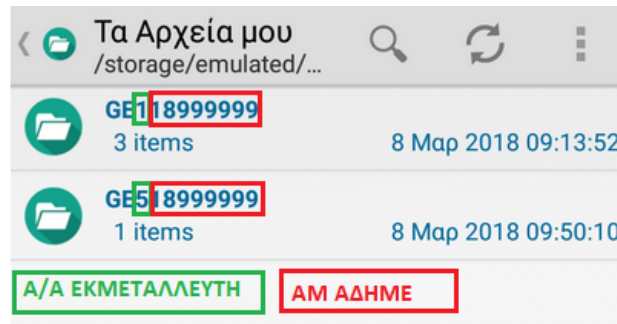 Τα Αρχεία μου
/storage/emulated/...
GE118999999
3 items 8 Μαρ 2018 09:13:52
GE518999999
1 items 8 Μαρ 2018 09:50:10
Α/Α ΕΚΜΕΤΑΛΛΕΥΤΗ ΑΜ ΑΔΗΜΕ